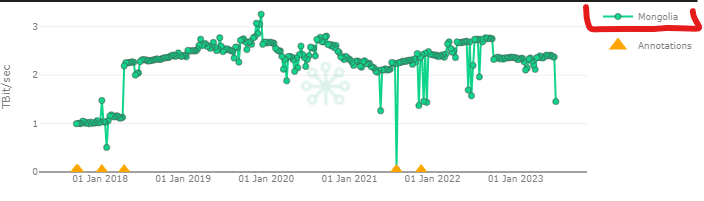 Mongolia
Annotations
TBit/sec
3
2
1
0
01 Jan 2018
01 Jan 2019
01 Jan 2020
01 Jan 2021
01 Jan 2022
01 Jan 2023